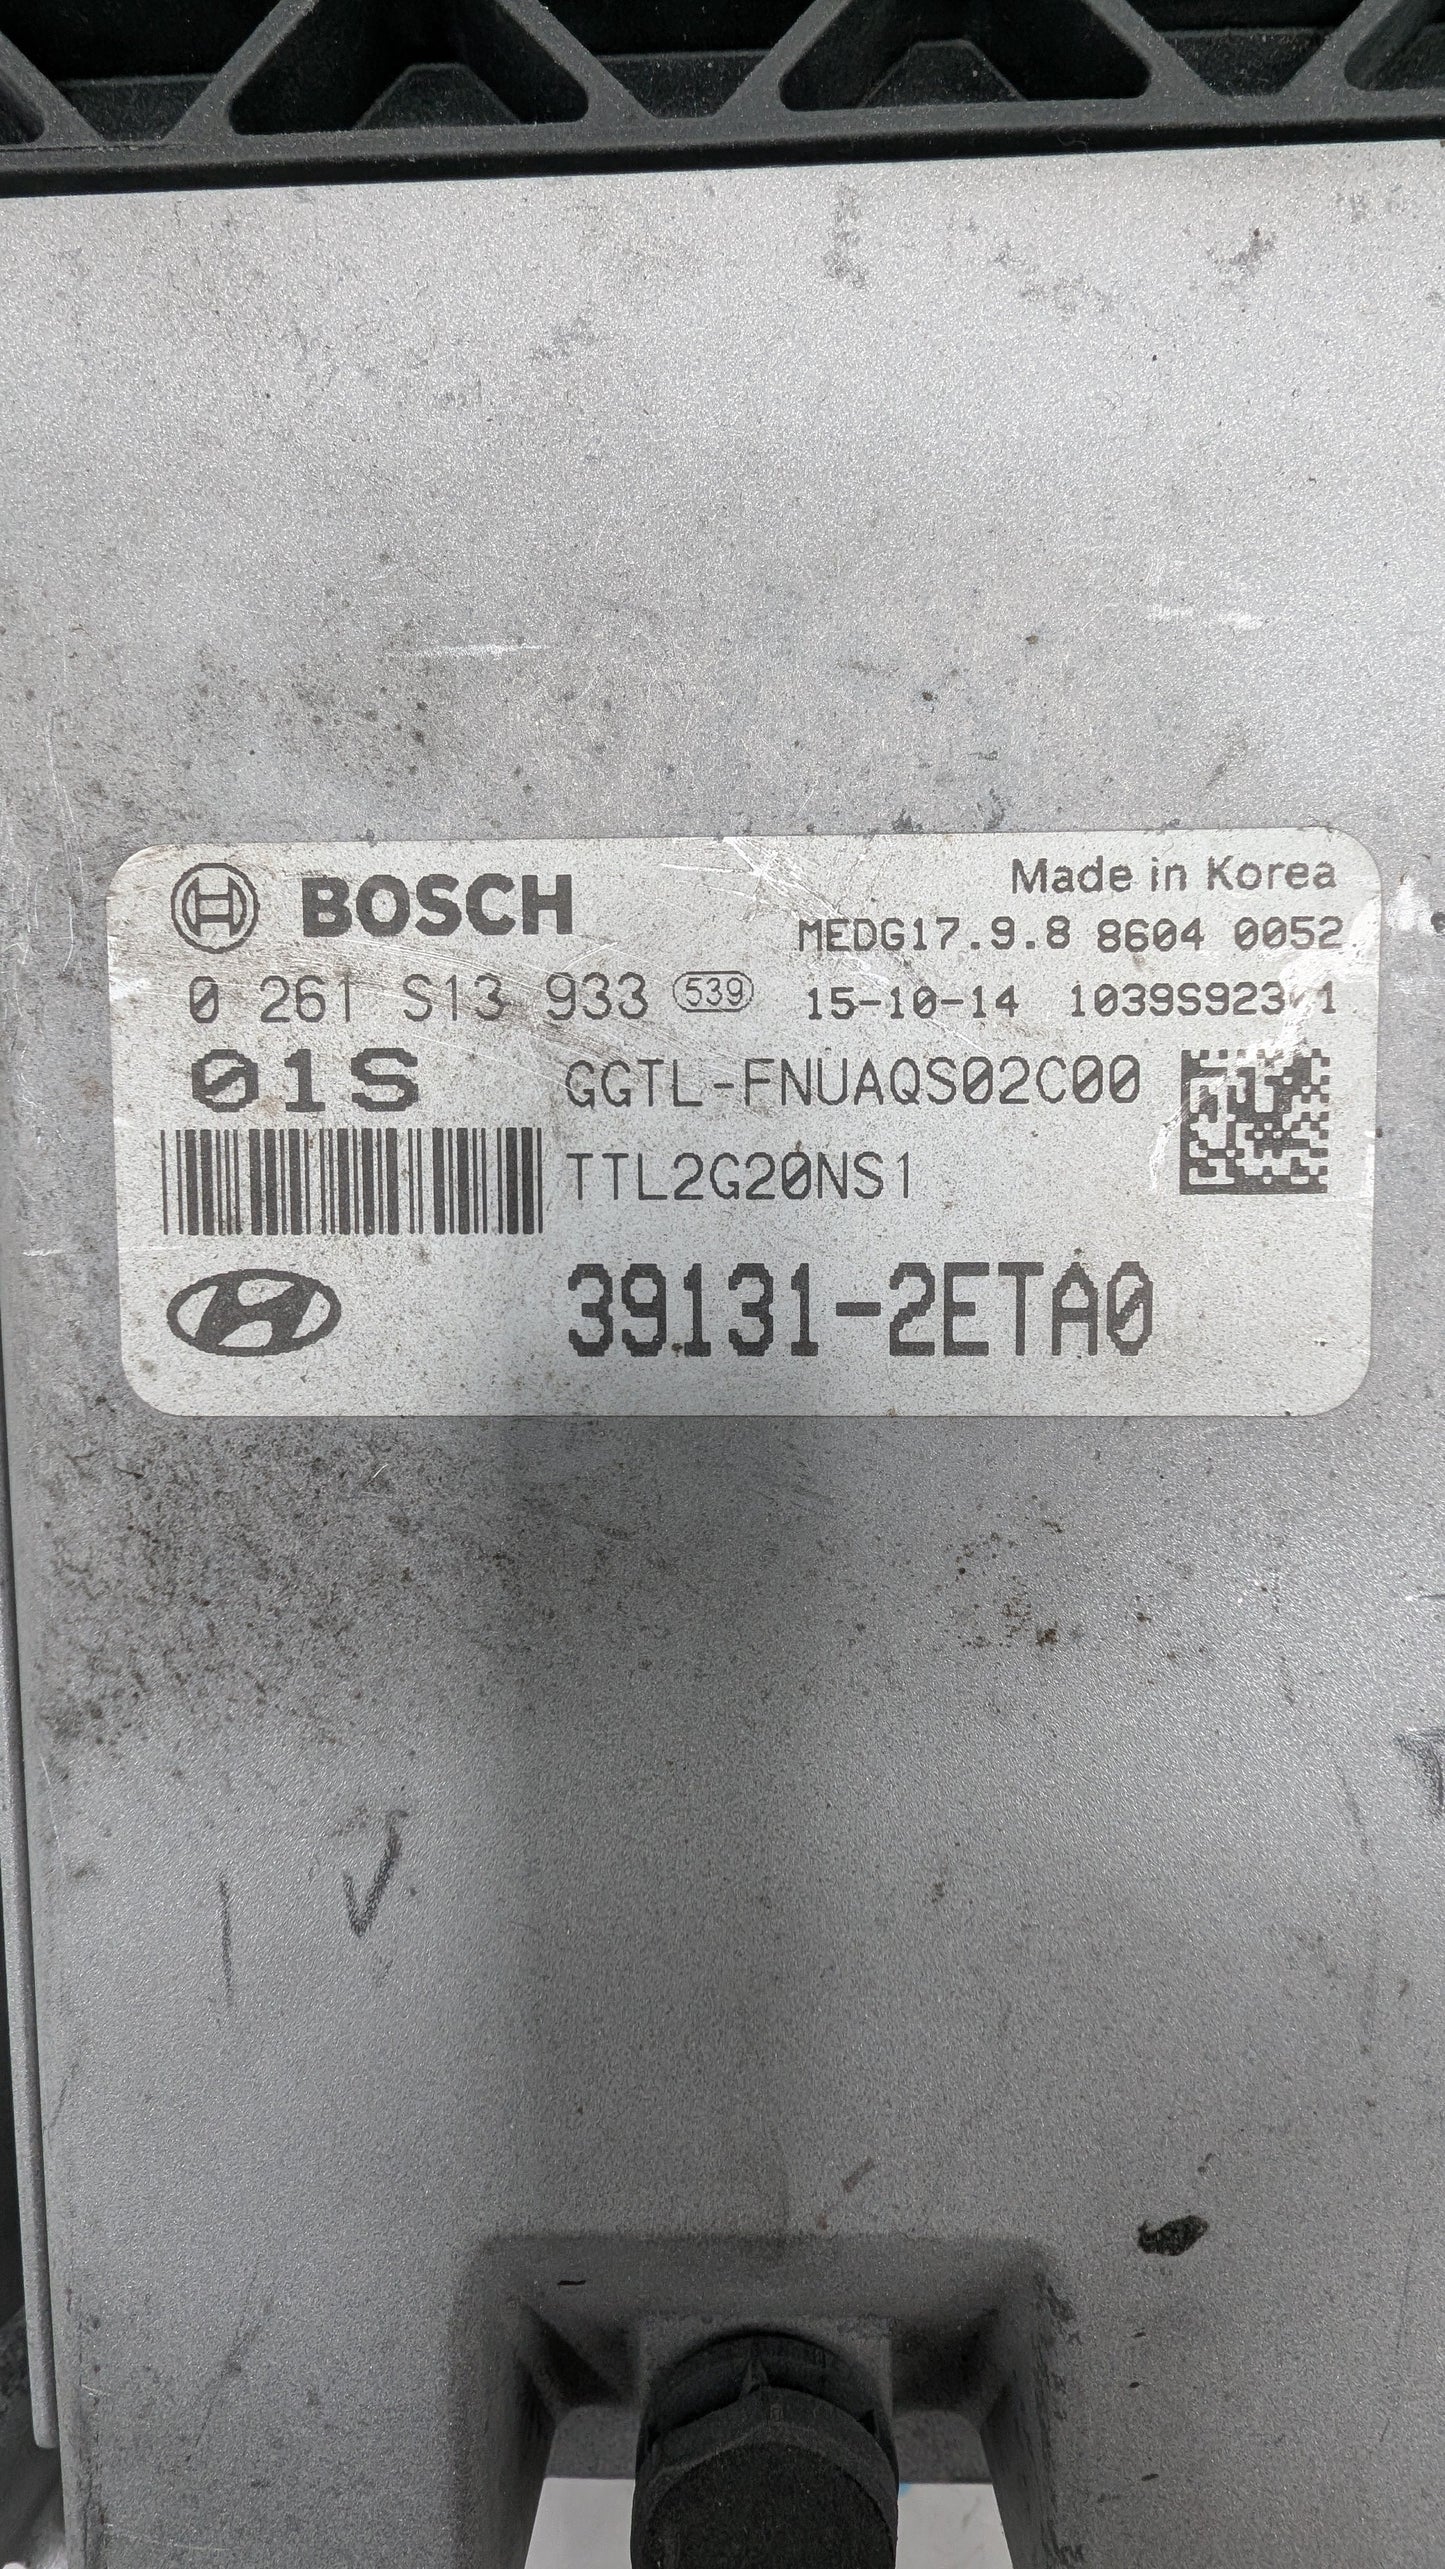 BOSCH
Made in Korea
MEDG17.9.8 8604 0052
0 261 S13 933 539
15-10-14
01S
GGTL-FNUAQS02C00
TTL2G20NS1
39131-2ETA0